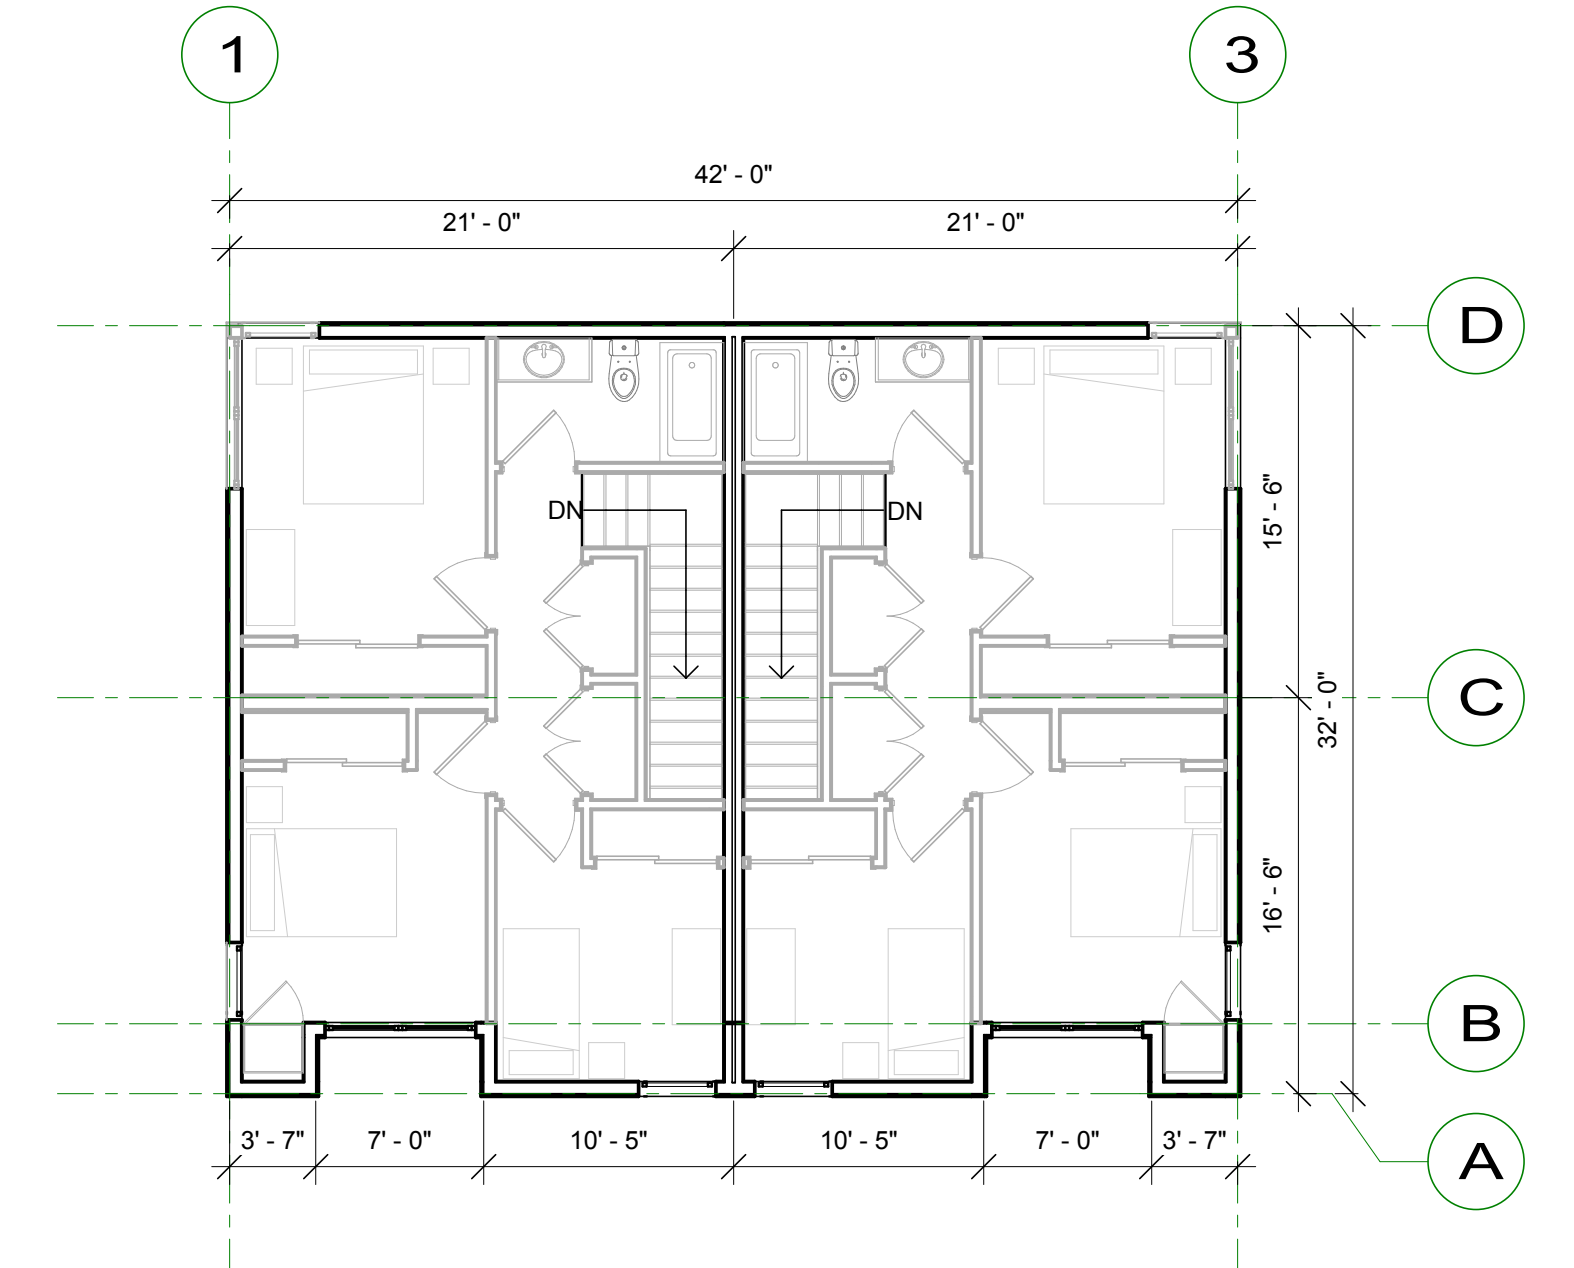 1
3
42' - 0"
21' - 0"
21' - 0"
D
DN
DN
15' - 6"
C
32' - 0"
16' - 6"
B
3' - 7"
7' - 0"
10' - 5"
10' - 5"
7' - 0"
3' - 7"
A